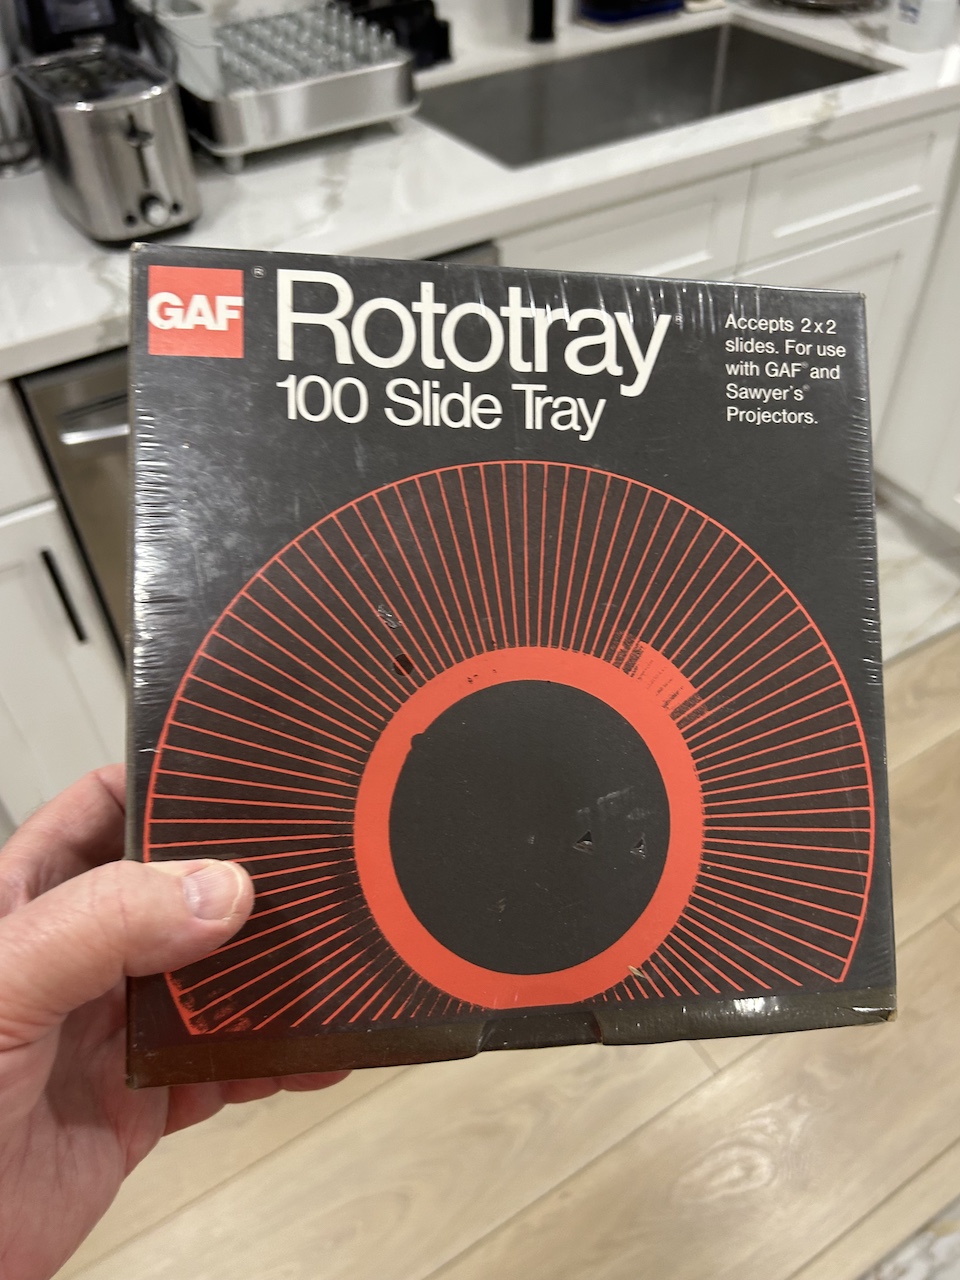 GAF®
Rototray®
100 Slide Tray
Accepts 2x2
slides. For use
with GAF® and
Sawyer's®
Projectors.